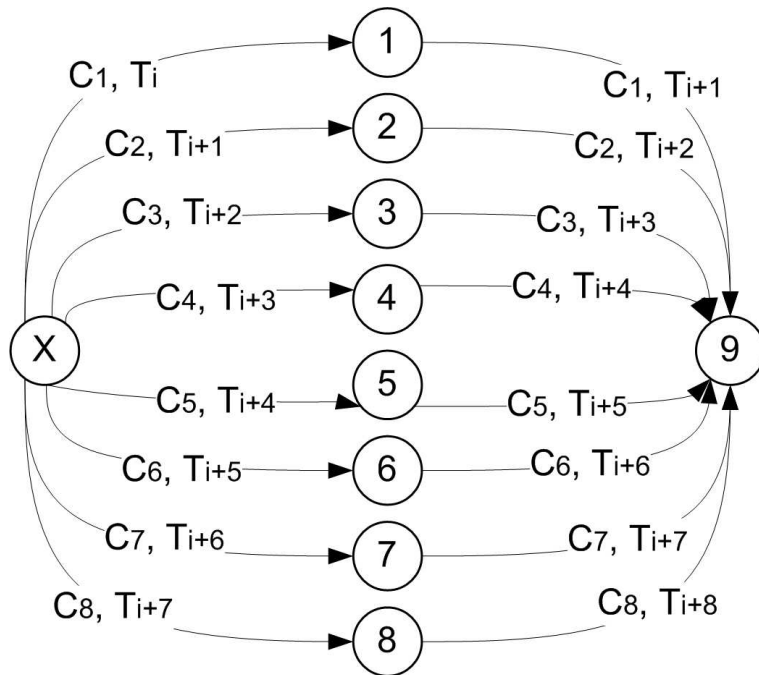 1
C1, Ti
C1, Ti+1
2
C2, Ti+1
C2, Ti+2
3
C3, Ti+2
C3, Ti+3
4
C4, Ti+3
C4, Ti+4
X
9
5
C5, Ti+4
C5, Ti+5
6
C6, Ti+5
C6, Ti+6
7
C7, Ti+6
C7, Ti+7
8
C8, Ti+7
C8, Ti+8